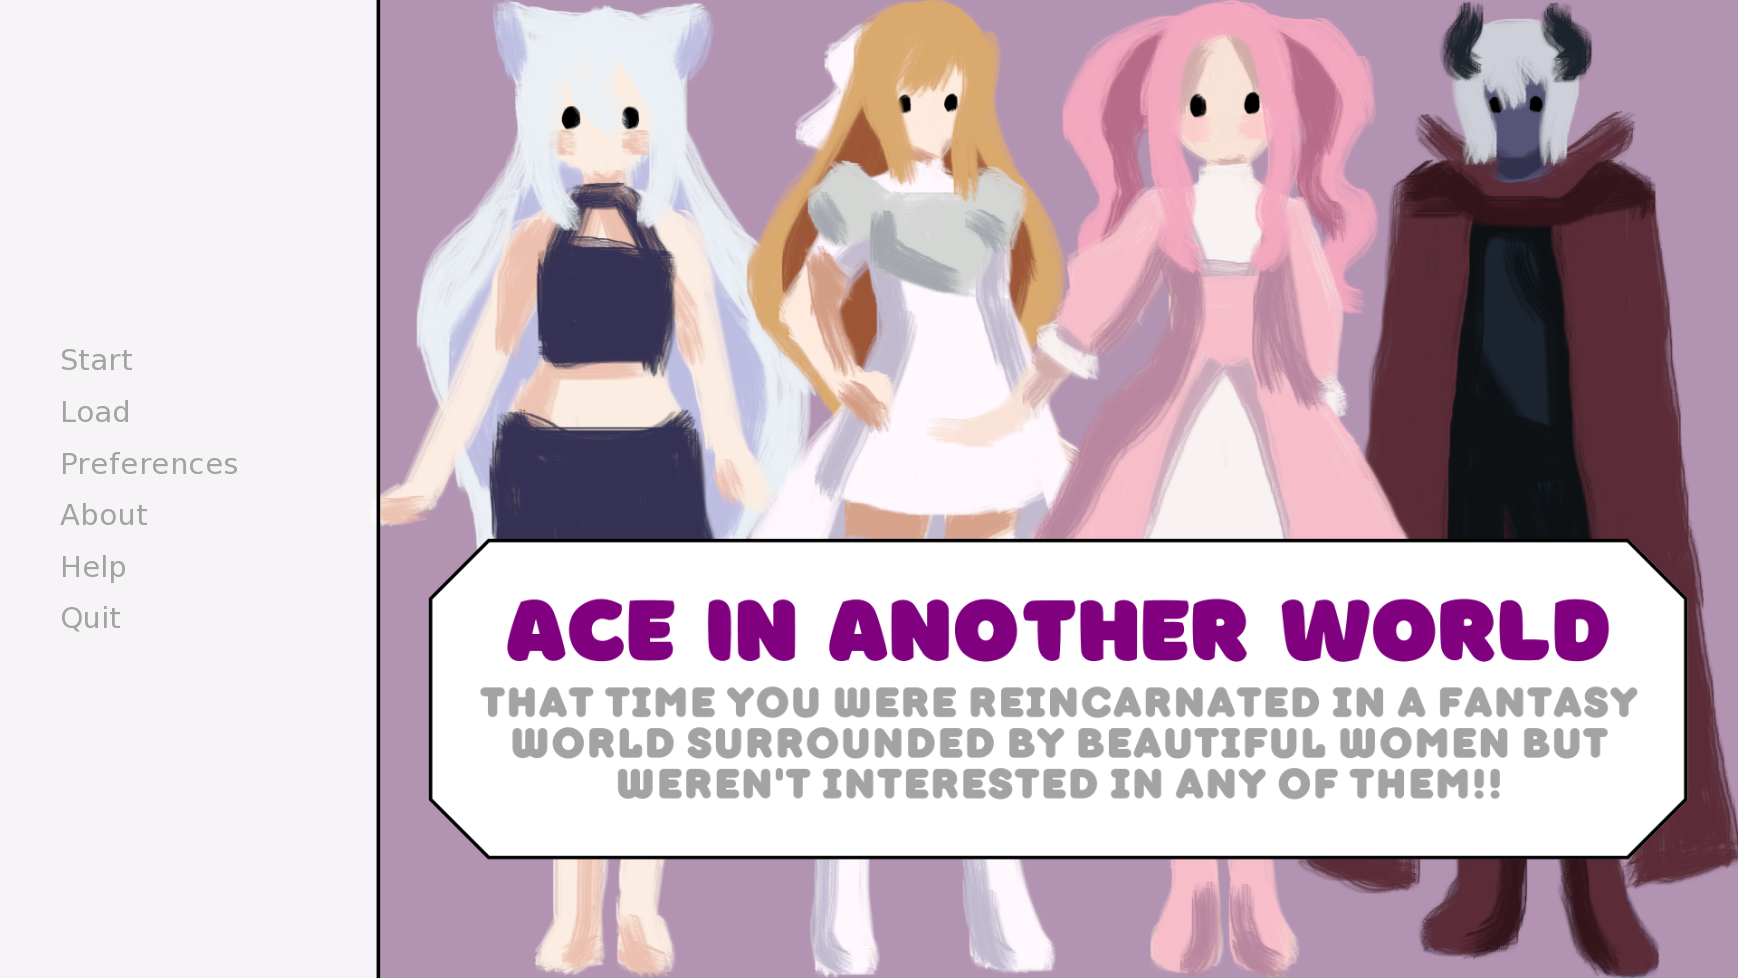 Start
Load
Preferences
About
Help
Quit
ACE IN ANOTHER WORLD
THAT TIME YOU WERE REINCARNATED IN A FANTASY
WORLD SURROUNDED BY BEAUTIFUL WOMEN BUT
WEREN'T INTERESTED IN ANY OF THEM!!